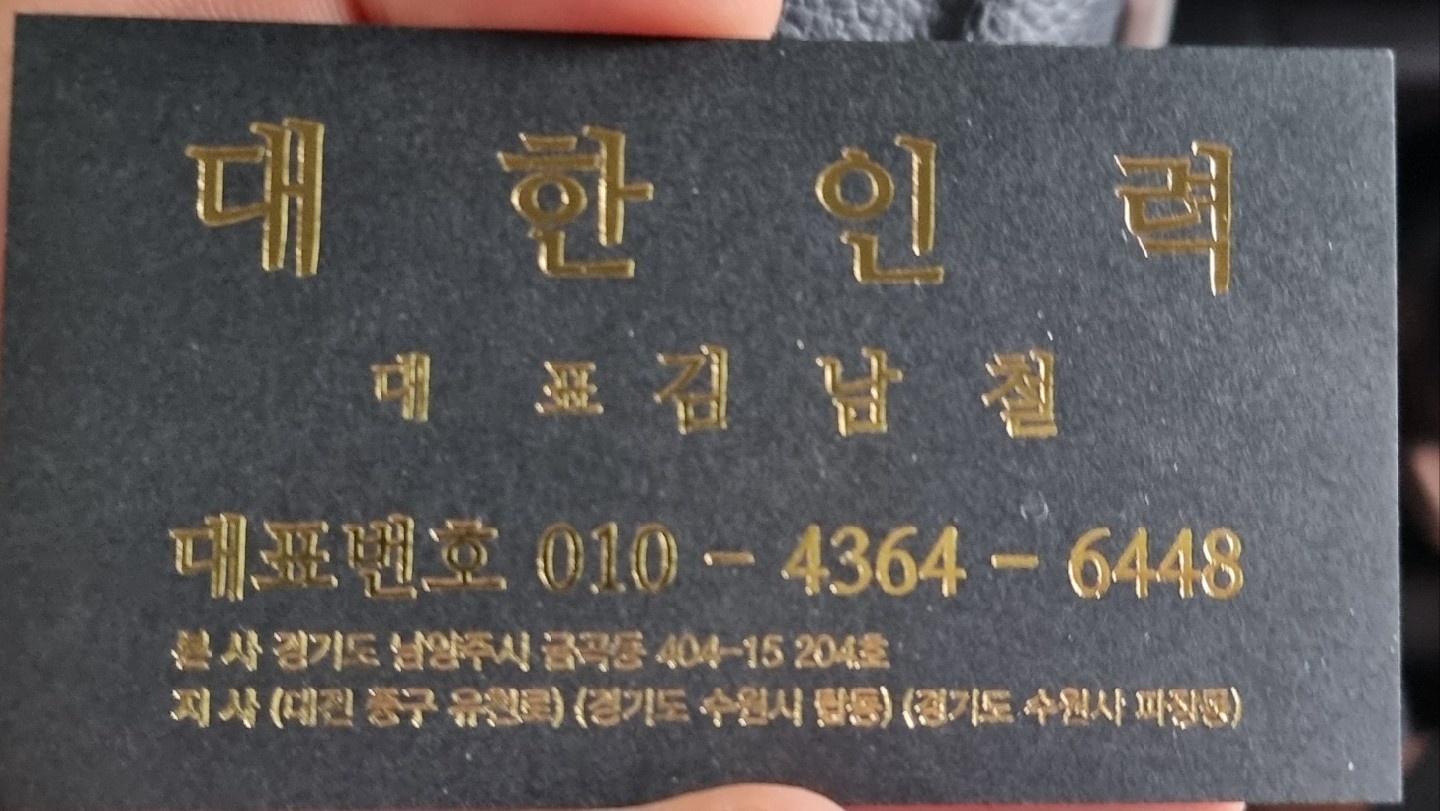 대한인력
대표 김남철
대표번호 010 - 4364 - 6448
본사 경기도 남양주시 금곡동 404-15 204호
지사 (대전 중구 유천로) (경기도 수원시 탑동) (경기도 수원사 파장동)